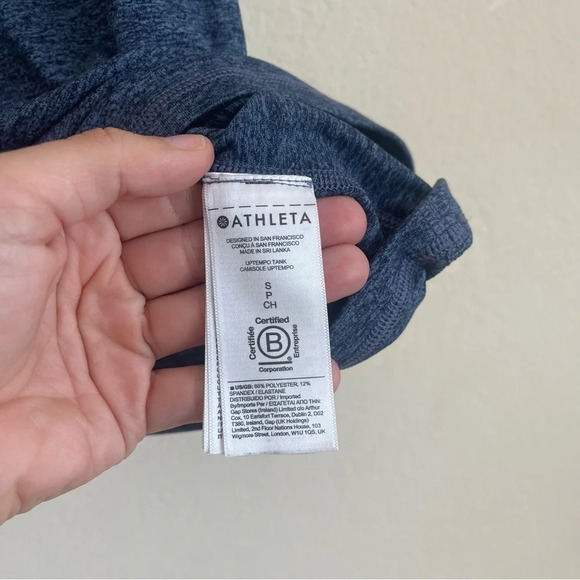 ATHLETA
DESIGNED IN SAN FRANCISCO
CONÇU À SAN FRANCISCO
MADE IN SRI LANKA
UPTEMPO TANK
CAMISOLE UPTEMPO
S
P
CH
Certified
Certifiée
B
Entreprise
Corporation
US/GB: 88% POLYESTER, 12%
SPANDEX / ELASTANE
DISTRIBUIDO POR / Imported
By/Importe Par / ΕΙΣΑΓΕΤΑΙ ΑΠΟ ΤΗΝ:
Gap Stores (Ireland) Limited c/o Arthur
Cox, 10 Earlsfort Terrace, Dublin 2, D02
T380, Ireland, Gap (UK Holdings)
Limited, 2nd Floor Nations House, 103
Wigmore Street, London, W1U 1QS, UK